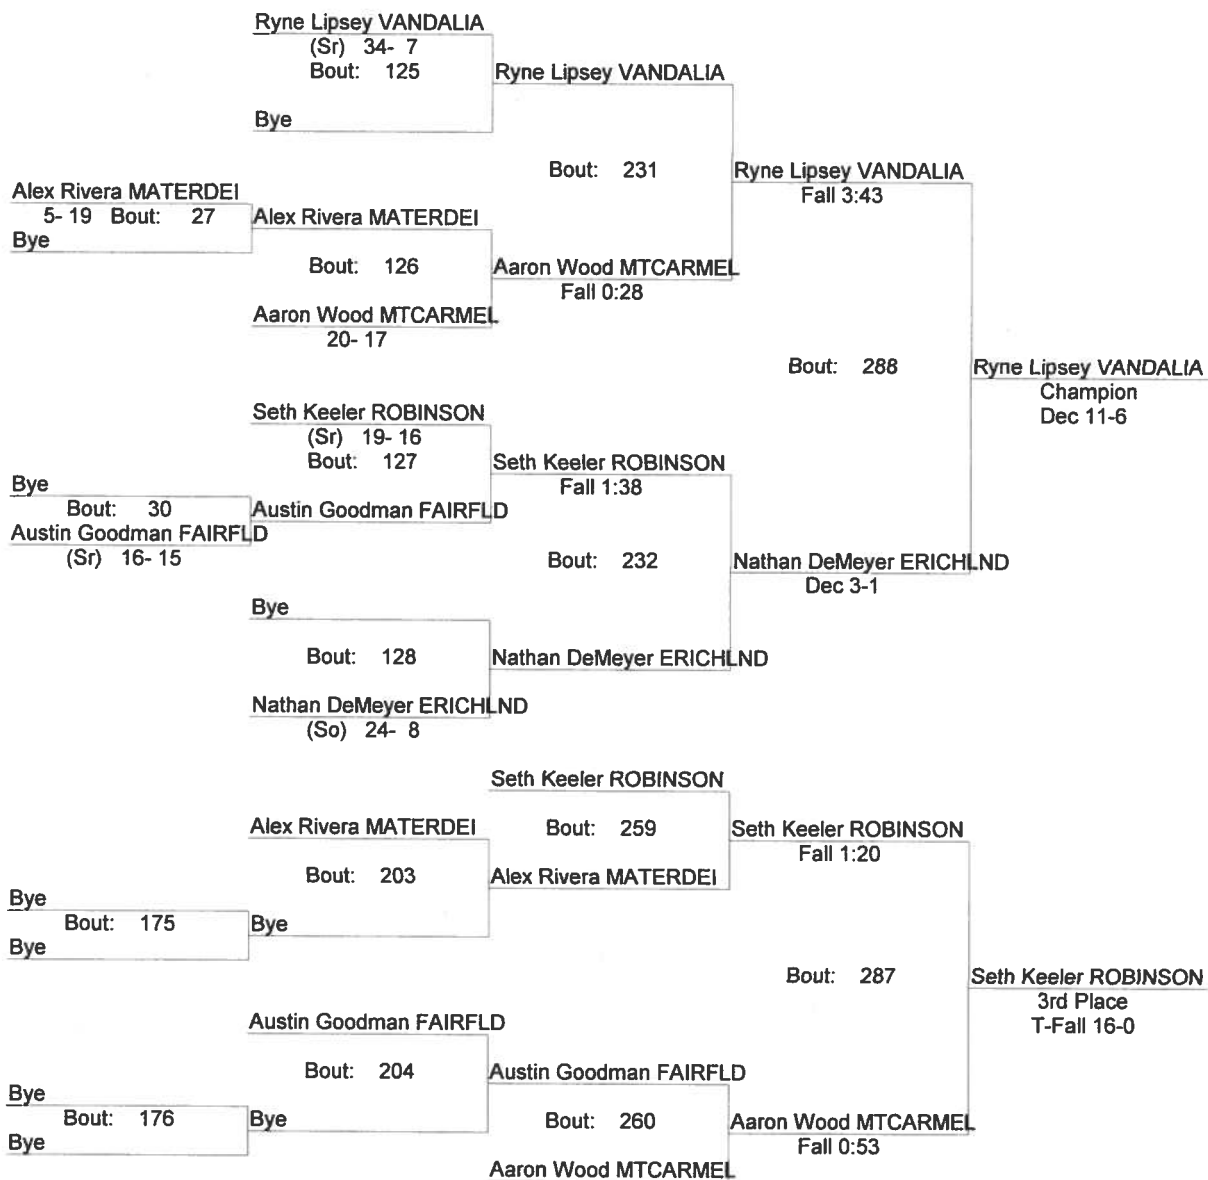 Ryne Lipsey VANDALIA
(Sr) 34- 7
Bout: 125
Ryne Lipsey VANDALIA
Bye
Bout: 231
Ryne Lipsey VANDALIA
Fall 3:43
Alex Rivera MATERDEI
5- 19 Bout: 27
Alex Rivera MATERDEI
Bye
Bout: 126
Aaron Wood MTCARMEL
Fall 0:28
Aaron Wood MTCARMEL
20- 17
Bout: 288
Ryne Lipsey VANDALIA
Champion
Dec 11-6
Seth Keeler ROBINSON
(Sr) 19- 16
Bout: 127
Seth Keeler ROBINSON
Fall 1:38
Bye
Bout: 30
Austin Goodman FAIRFLD
Austin Goodman FAIRFLD
(Sr) 16- 15
Bout: 232
Nathan DeMeyer ERICHLND
Dec 3-1
Bye
Bout: 128
Nathan DeMeyer ERICHLND
Nathan DeMeyer ERICHLND
(So) 24- 8
Seth Keeler ROBINSON
Alex Rivera MATERDEI
Bout: 259
Seth Keeler ROBINSON
Fall 1:20
Bout: 203
Alex Rivera MATERDEI
Bye
Bout: 175
Bye
Bye
Bout: 287
Seth Keeler ROBINSON
3rd Place
T-Fall 16-0
Austin Goodman FAIRFLD
Bout: 204
Austin Goodman FAIRFLD
Bye
Bout: 176
Bye
Bye
Bout: 260
Aaron Wood MTCARMEL
Fall 0:53
Aaron Wood MTCARMEL